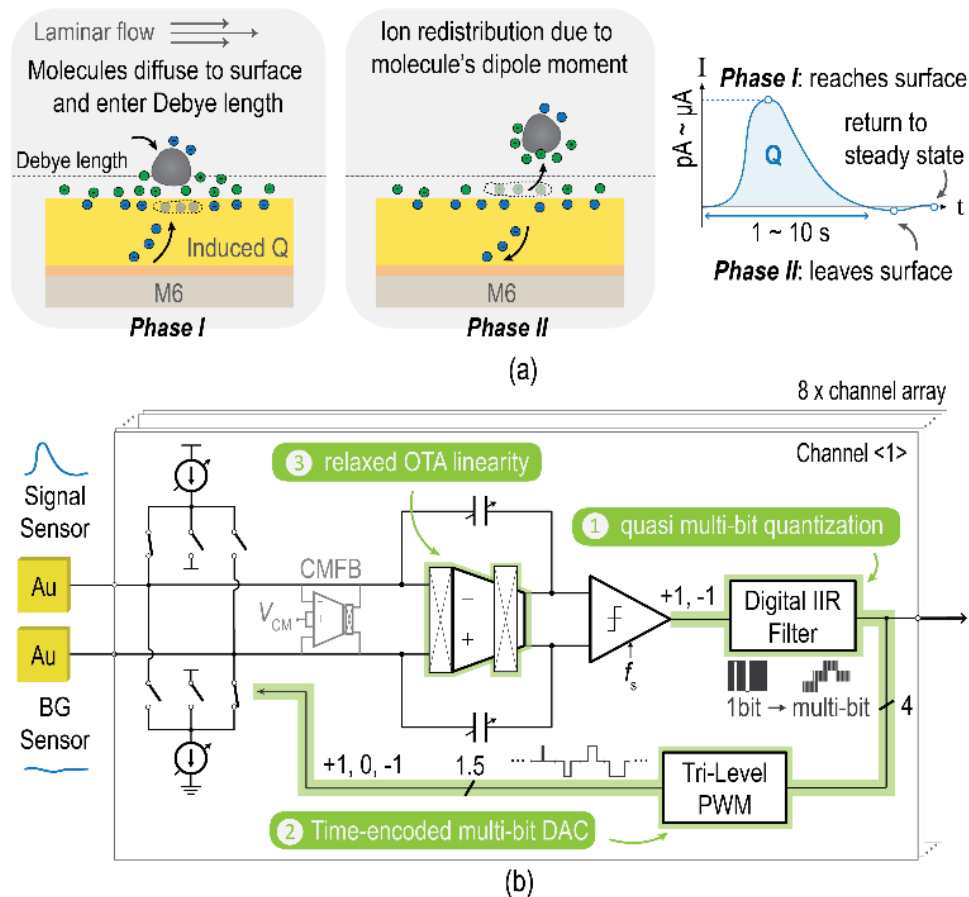 Laminar flow
Molecules diffuse to surface
and enter Debye length
Debye length
Induced Q
M6
Phase I
Ion redistribution due to
molecule's dipole moment
M6
Phase II
I
pA ~ μA
Phase I: reaches surface
return to
steady state
Q
t
1 ~ 10 s
Phase II: leaves surface
(a)
8 x channel array
Channel <1>
3 relaxed OTA linearity
1 quasi multi-bit quantization
Signal
Sensor
Au
Au
BG
Sensor
CMFB
VCM
− +
− +
+1, -1
fs
Digital IIR
Filter
1bit → multi-bit
4
+1, 0, -1
1.5
··· ···
Tri-Level
PWM
2 Time-encoded multi-bit DAC
(b)